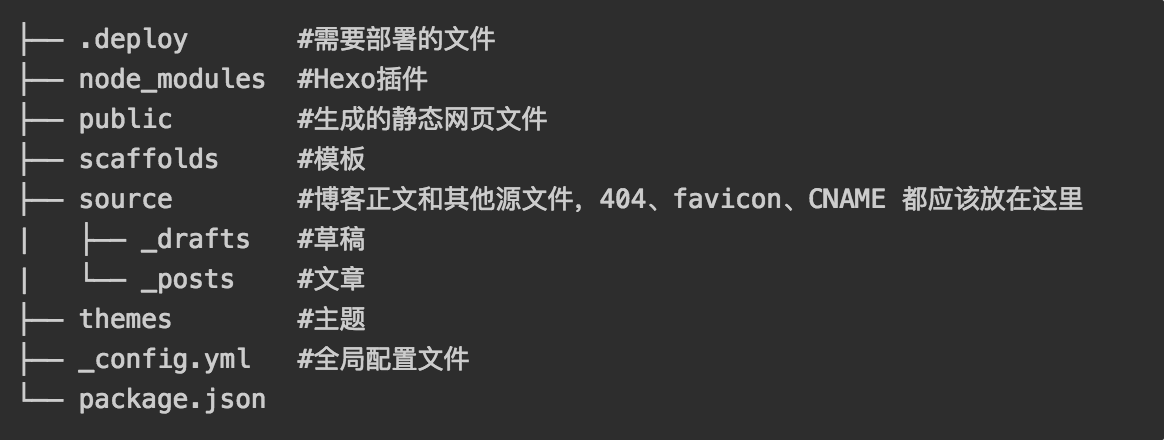 ├── .deploy       #需要部署的文件
├── node_modules  #Hexo插件
├── public        #生成的静态网页文件
├── scaffolds     #模板
├── source        #博客正文和其他源文件，404、favicon、CNAME 都应该放在这里
|   ├── _drafts   #草稿
|   └── _posts    #文章
├── themes        #主题
├── _config.yml   #全局配置文件
└── package.json